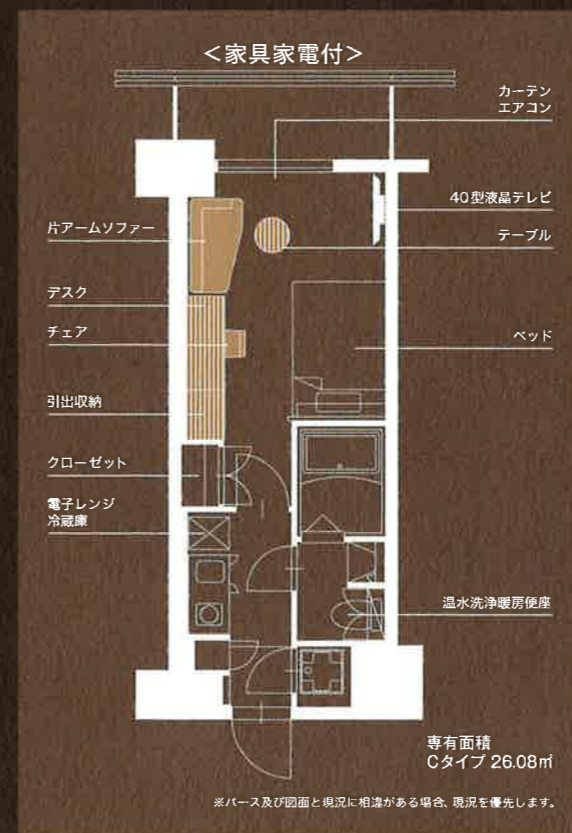 ＜家具家電付＞
カーテン
エアコン
40型液晶テレビ
片アームソファー
テーブル
デスク
チェア
ベッド
引出収納
クローゼット
電子レンジ
冷蔵庫
温水洗浄暖房便座
専有面積
Cタイプ 26.08㎡
※パース及び図面と現況に相違がある場合、現況を優先します。